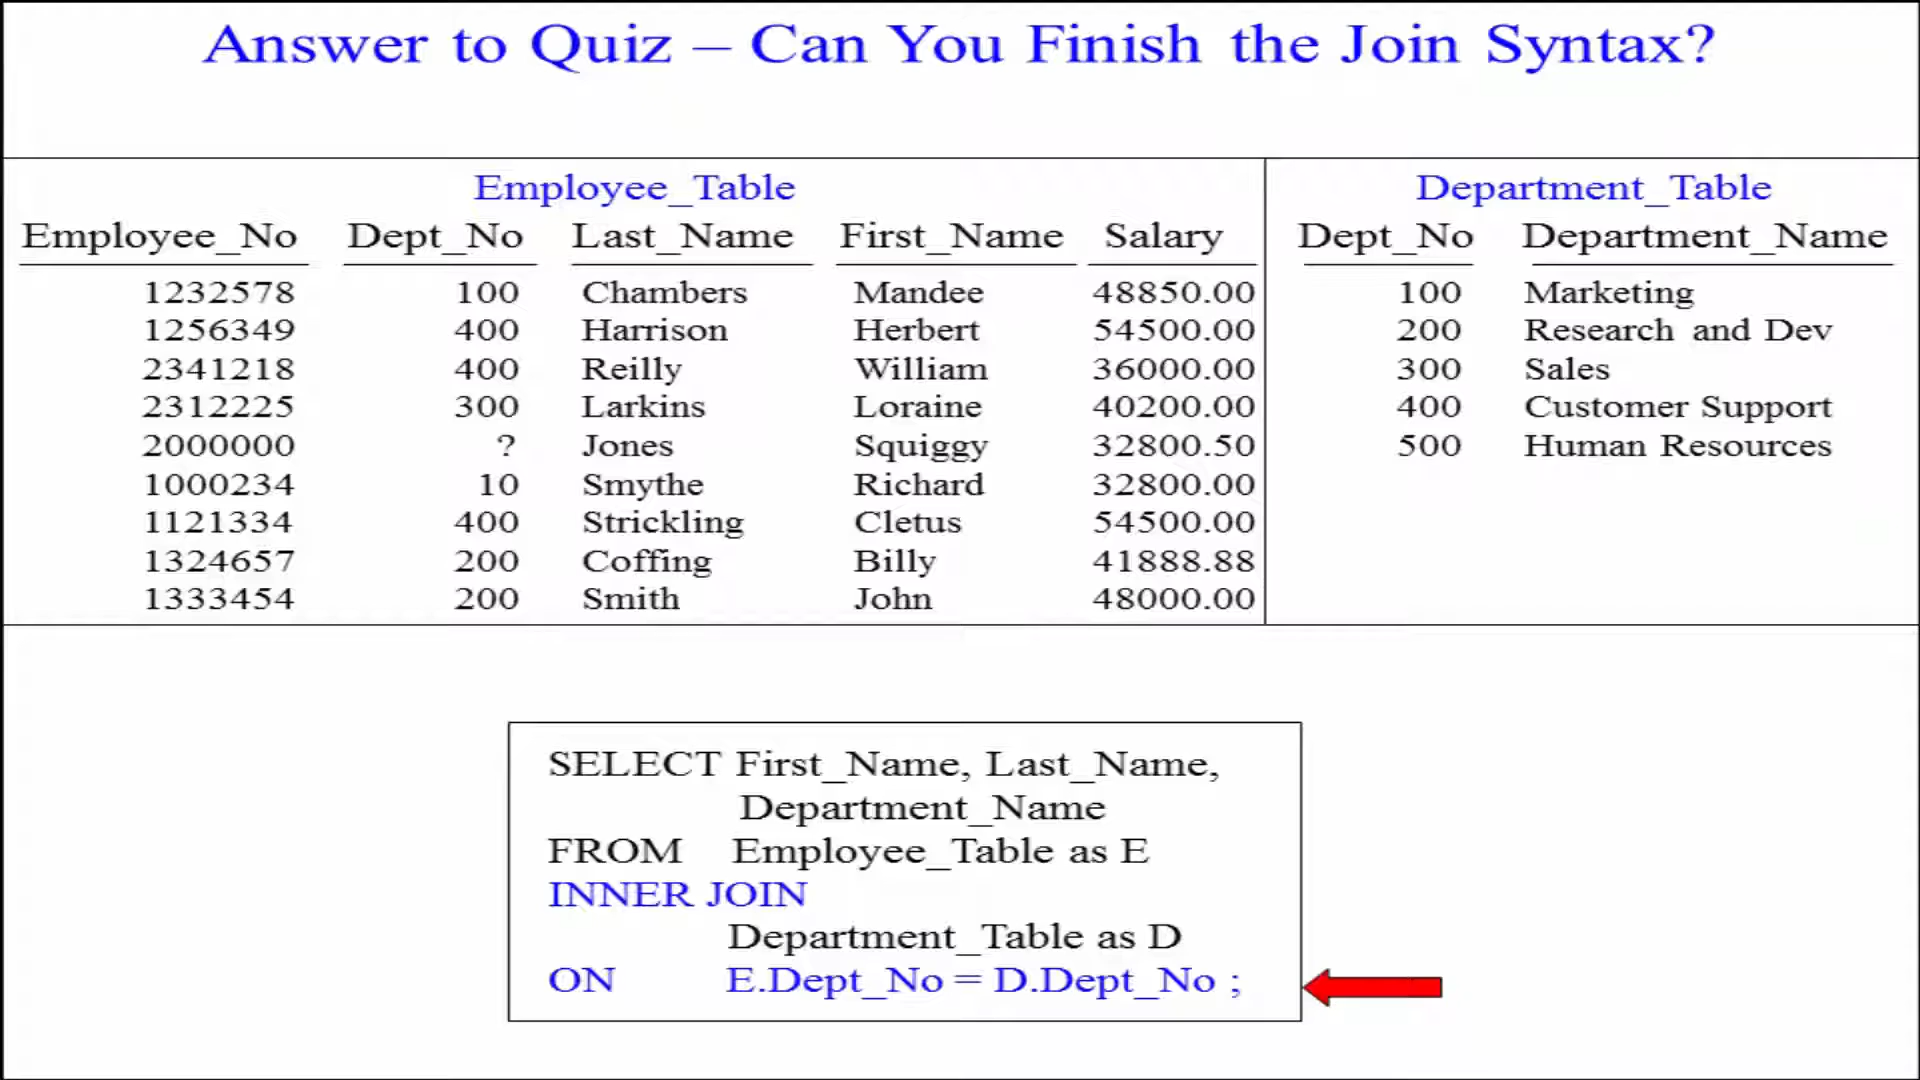 Answer to Quiz – Can You Finish the Join Syntax?
Employee_Table
Employee_No Dept_No Last_Name First_Name Salary
1232578 100 Chambers Mandee 48850.00
1256349 400 Harrison Herbert 54500.00
2341218 400 Reilly William 36000.00
2312225 300 Larkins Loraine 40200.00
2000000 ? Jones Squiggy 32800.50
1000234 10 Smythe Richard 32800.00
1121334 400 Strickling Cletus 54500.00
1324657 200 Coffing Billy 41888.88
1333454 200 Smith John 48000.00
Department_Table
Dept_No Department_Name
100 Marketing
200 Research and Dev
300 Sales
400 Customer Support
500 Human Resources
SELECT First_Name, Last_Name,
Department_Name
FROM Employee_Table as E
INNER JOIN
Department_Table as D
ON E.Dept_No = D.Dept_No ;